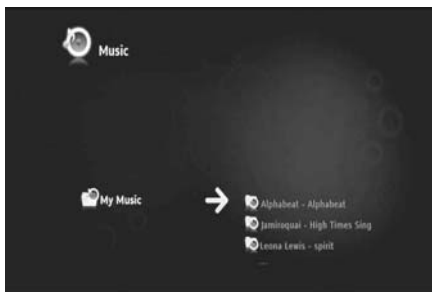 Music
My Music
Alphabeat - Alphabeat
Jamiroquai - High Times Sing
Leona Lewis - spirit